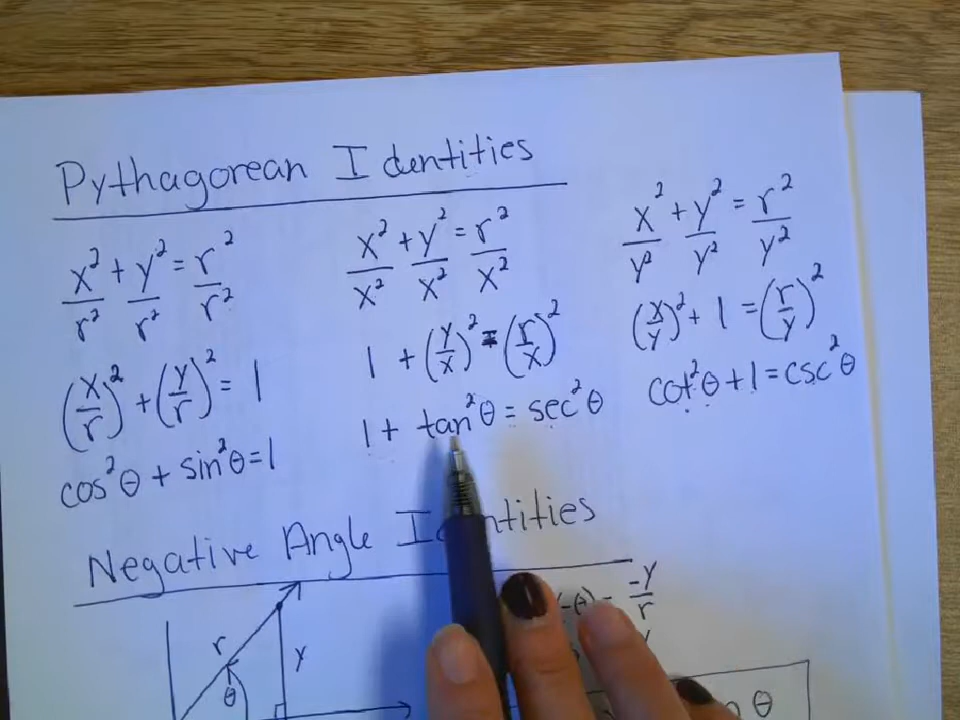 Pythagorean Identities
x²/r² + y²/r² = r²/r²
(x/r)² + (y/r)² = 1
cos²θ + sin²θ = 1
x²/x² + y²/x² = r²/x²
1 + (y/x)² = (r/x)²
1 + tan²θ = sec²θ
x²/y² + y²/y² = r²/y²
(x/y)² + 1 = (r/y)²
cot²θ + 1 = csc²θ
Negative Angle
r
y
θ
(-θ) = -y/r
θ